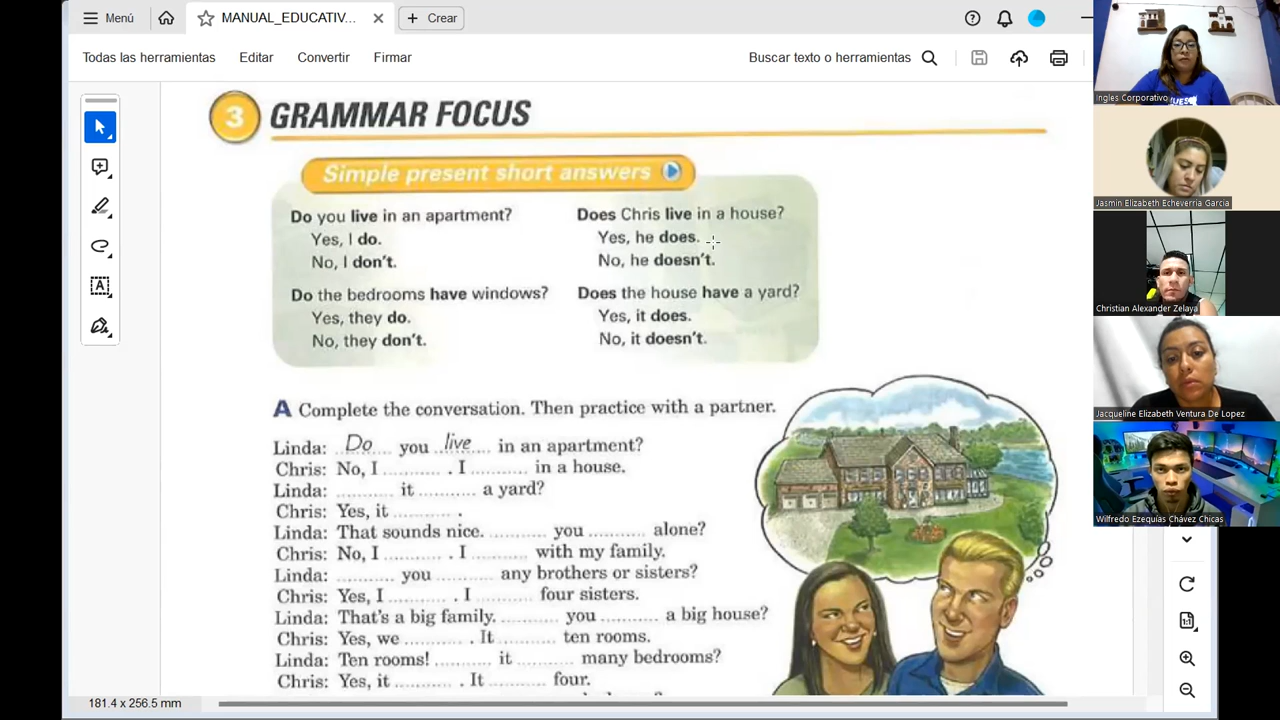 Menú
MANUAL_EDUCATIV...
Crear
Todas las herramientas
Editar
Convertir
Firmar
Buscar texto o herramientas
3 GRAMMAR FOCUS
Simple present short answers
Do you live in an apartment?
Yes, I do.
No, I don't.
Do the bedrooms have windows?
Yes, they do.
No, they don't.
Does Chris live in a house?
Yes, he does.
No, he doesn't.
Does the house have a yard?
Yes, it does.
No, it doesn't.
A Complete the conversation. Then practice with a partner.
Linda: Do you live in an apartment?
Chris: No, I .......... . I .......... in a house.
Linda: .......... it .......... a yard?
Chris: Yes, it .......... .
Linda: That sounds nice. .......... you .......... alone?
Chris: No, I .......... . I .......... with my family.
Linda: .......... you .......... any brothers or sisters?
Chris: Yes, I .......... . I .......... four sisters.
Linda: That's a big family. .......... you .......... a big house?
Chris: Yes, we .......... . It .......... ten rooms.
Linda: Ten rooms! .......... it .......... many bedrooms?
Chris: Yes, it .......... . It .......... four.
181.4 x 256.5 mm
Ingles Corporativo
Jasmin Elizabeth Echeverria Garcia
Christian Alexander Zelaya
Jacqueline Elizabeth Ventura De Lopez
Wilfredo Ezequías Chávez Chicas
1:1